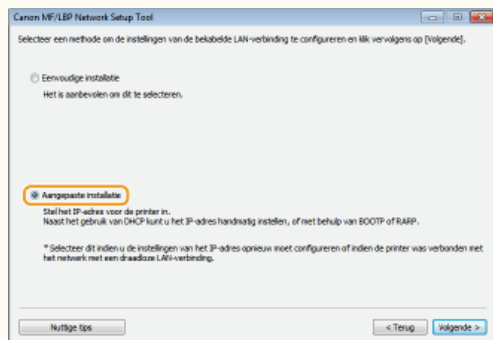 Canon MF/LBP Network Setup Tool
Selecteer een methode om de instellingen van de bekabelde LAN-verbinding te configureren en klik vervolgens op [Volgende].
Eenvoudige installatie
Het is aanbevolen om dit te selecteren.
Aangepaste installatie
Stel het IP-adres voor de printer in.
Naast het gebruik van DHCP kunt u het IP-adres handmatig instellen, of met behulp van BOOTP of RARP.
* Selecteer dit indien u de instellingen van het IP-adres opnieuw moet configureren of indien de printer was verbonden met
het netwerk met een draadloze LAN-verbinding.
Nuttige tips
< Terug
Volgende >